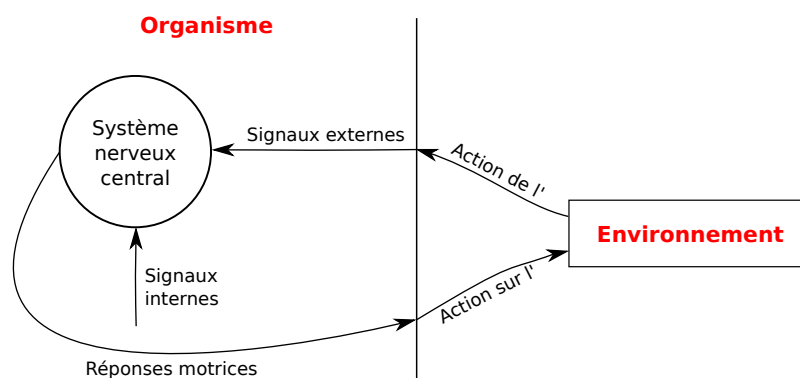 Organisme
Système
nerveux
central
Signaux externes
Action de l'
Environnement
Signaux
internes
Action sur l'
Réponses motrices